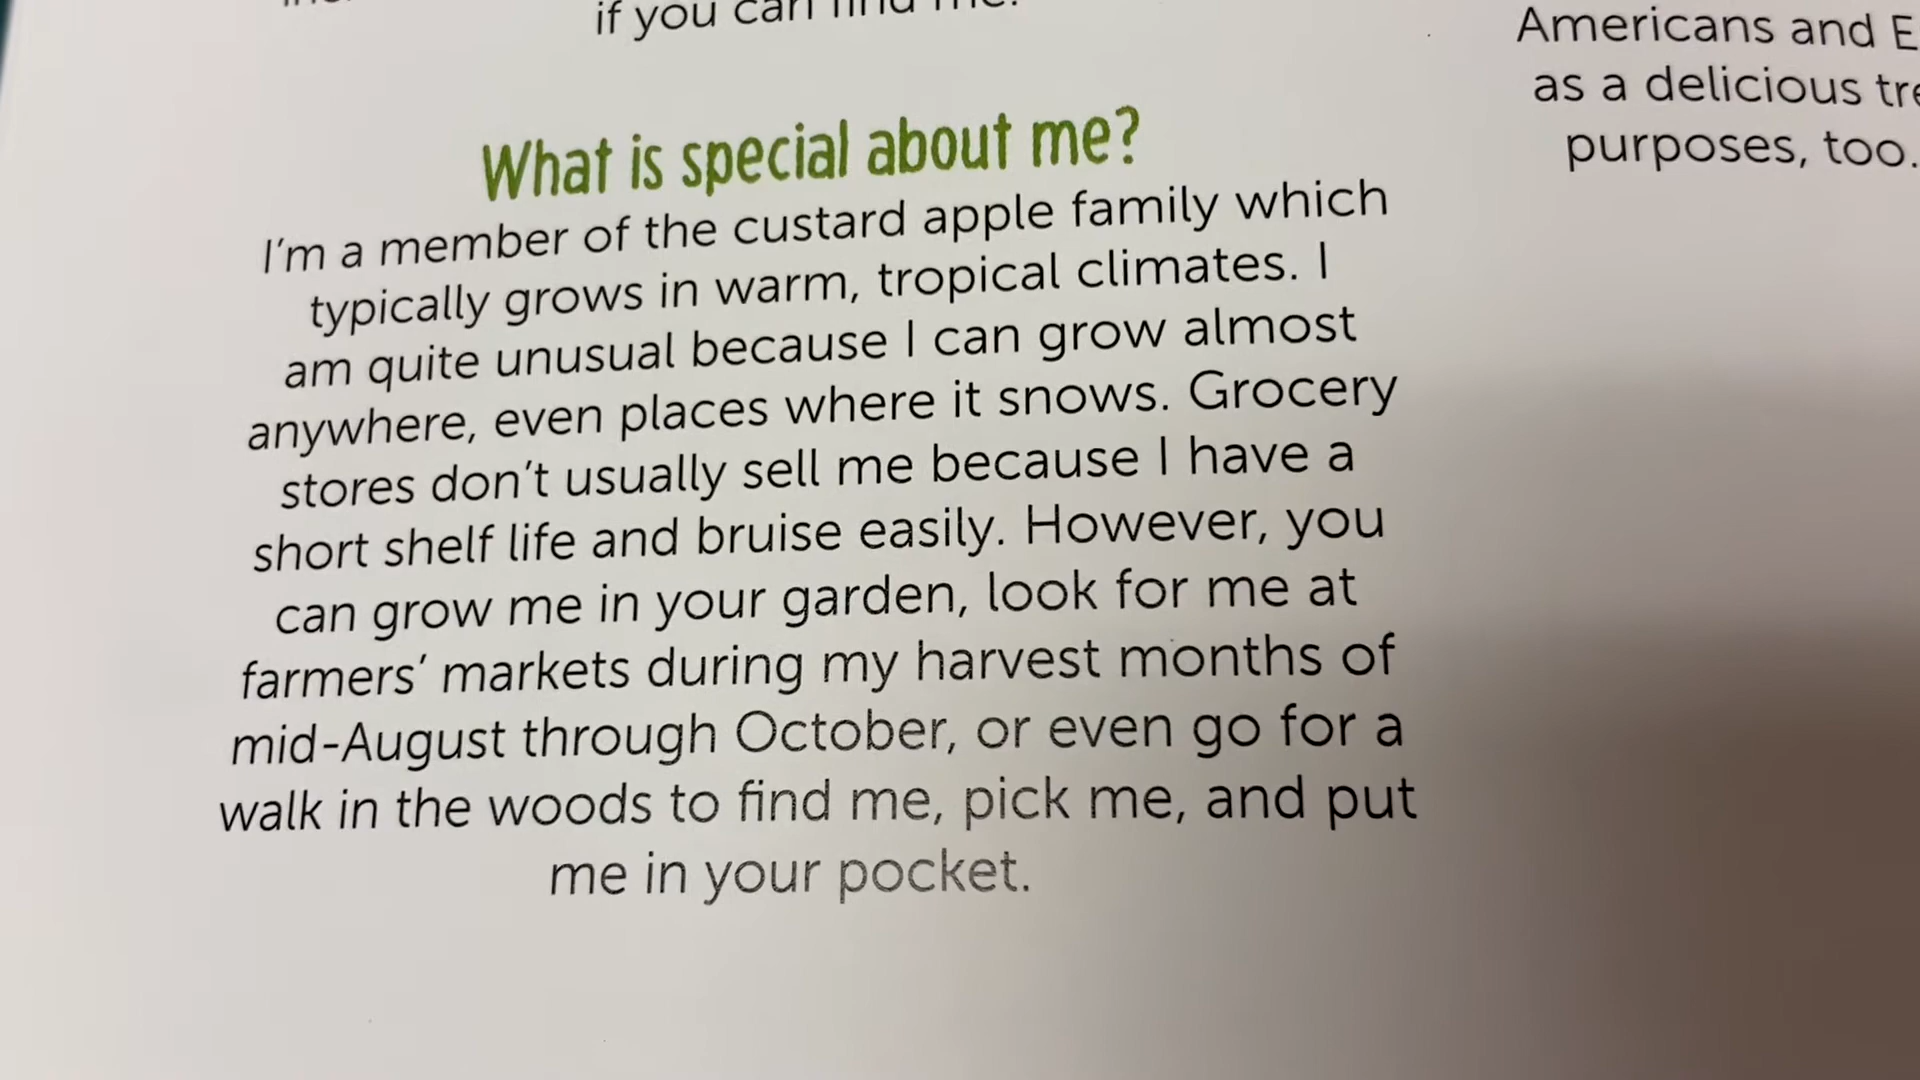 if you can find me.
What is special about me?
I'm a member of the custard apple family which
typically grows in warm, tropical climates. I
am quite unusual because I can grow almost
anywhere, even places where it snows. Grocery
stores don't usually sell me because I have a
short shelf life and bruise easily. However, you
can grow me in your garden, look for me at
farmers' markets during my harvest months of
mid-August through October, or even go for a
walk in the woods to find me, pick me, and put
me in your pocket.
Americans and E
as a delicious tre
purposes, too.